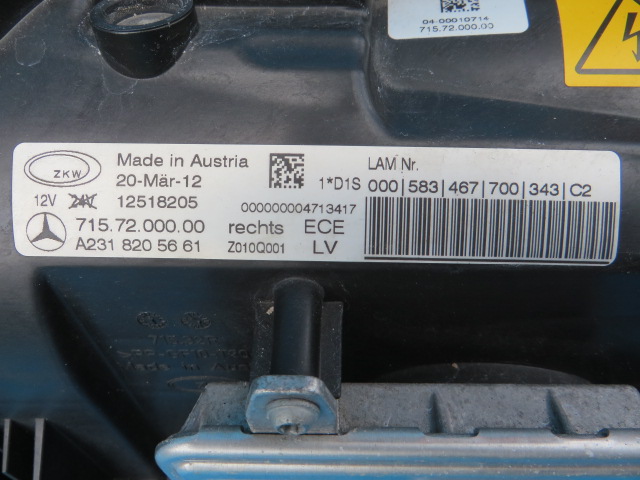 04-00010714
715.72.000.00
ZKW
Made in Austria
20-Mär-12
12V 24V 12518205
715.72.000.00
A231 820 56 61
1*D1S
000000004713417
rechts ECE
Z010Q001 LV
LAM Nr.
000|583|467|700|343|C2